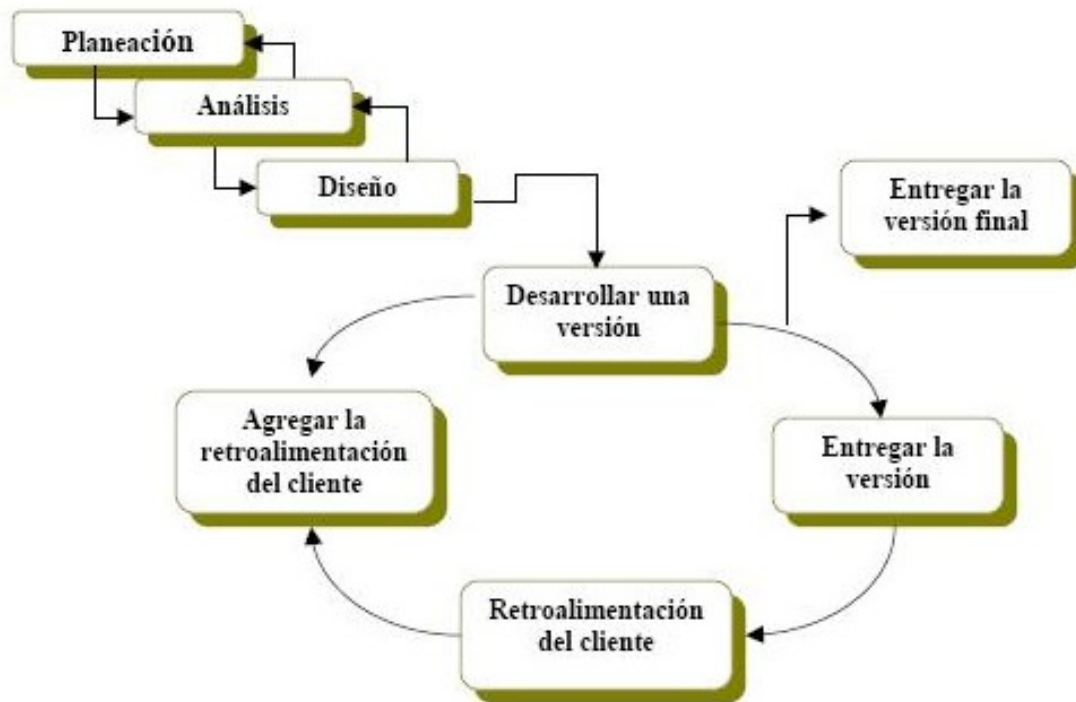 Planeación
Análisis
Diseño
Entregar la
versión final
Desarrollar una
versión
Agregar la
retroalimentación
del cliente
Entregar la
versión
Retroalimentación
del cliente